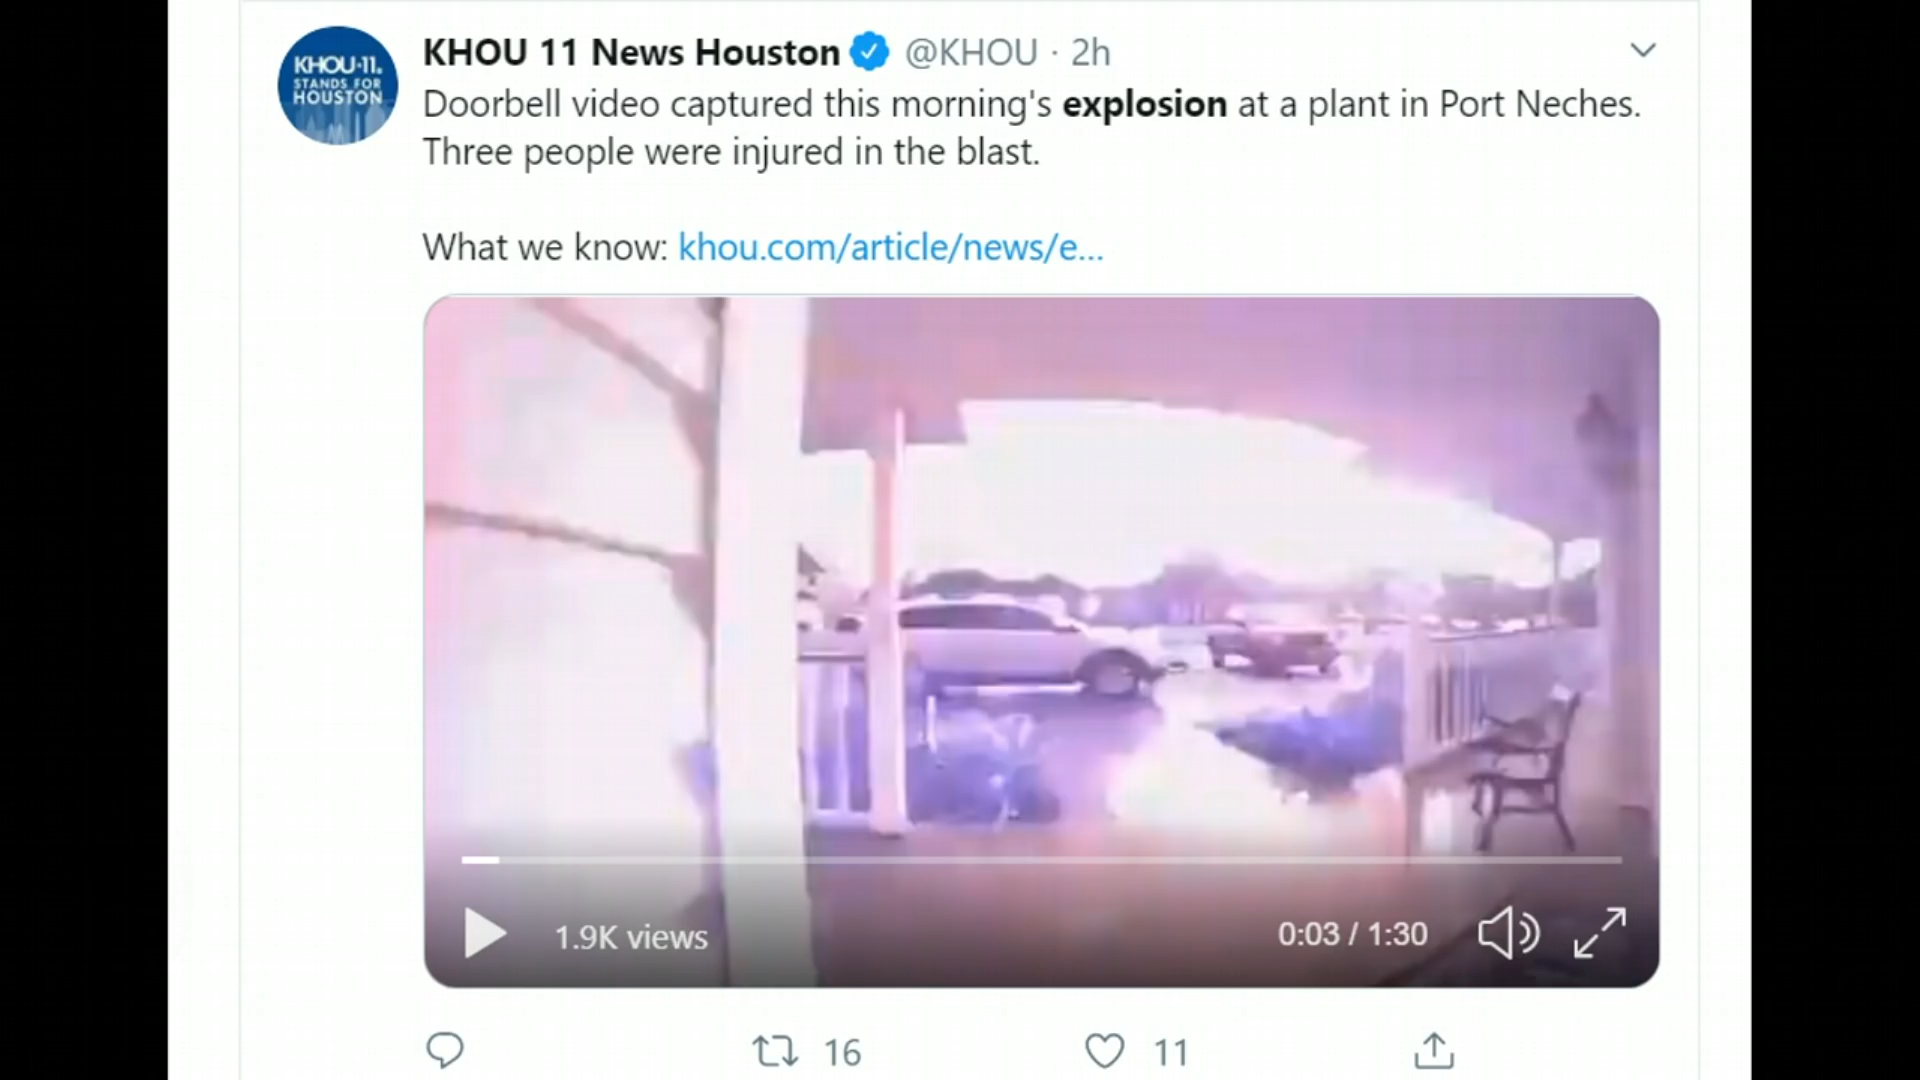 KHOU 11 News Houston @KHOU · 2h
KHOU·11.
STANDS FOR
HOUSTON
Doorbell video captured this morning's explosion at a plant in Port Neches.
Three people were injured in the blast.
What we know: khou.com/article/news/e...
1.9K views
0:03 / 1:30
16
11